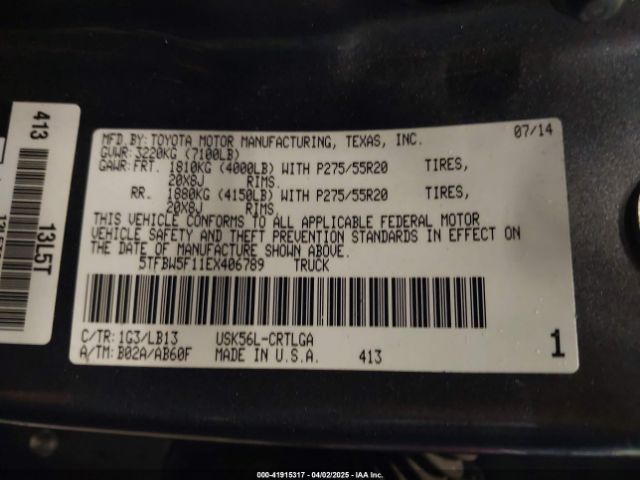 413
13L5T
MFD. BY: TOYOTA MOTOR MANUFACTURING, TEXAS, INC. 07/14
GVWR: 3220KG (7100LB)
GAWR: FRT. 1810KG (4000LB) WITH P275/55R20 TIRES,
20X8J RIMS.
RR. 1880KG (4150LB) WITH P275/55R20 TIRES,
20X8J RIMS.
THIS VEHICLE CONFORMS TO ALL APPLICABLE FEDERAL MOTOR
VEHICLE SAFETY AND THEFT PREVENTION STANDARDS IN EFFECT ON
THE DATE OF MANUFACTURE SHOWN ABOVE.
5TFBW5F11EX406789 TRUCK
C/TR: 1G3/LB13 USK56L-CRTLGA
A/TM: B02A/AB60F MADE IN U.S.A. 413 1
000-41915317 - 04/02/2025 - IAA Inc.